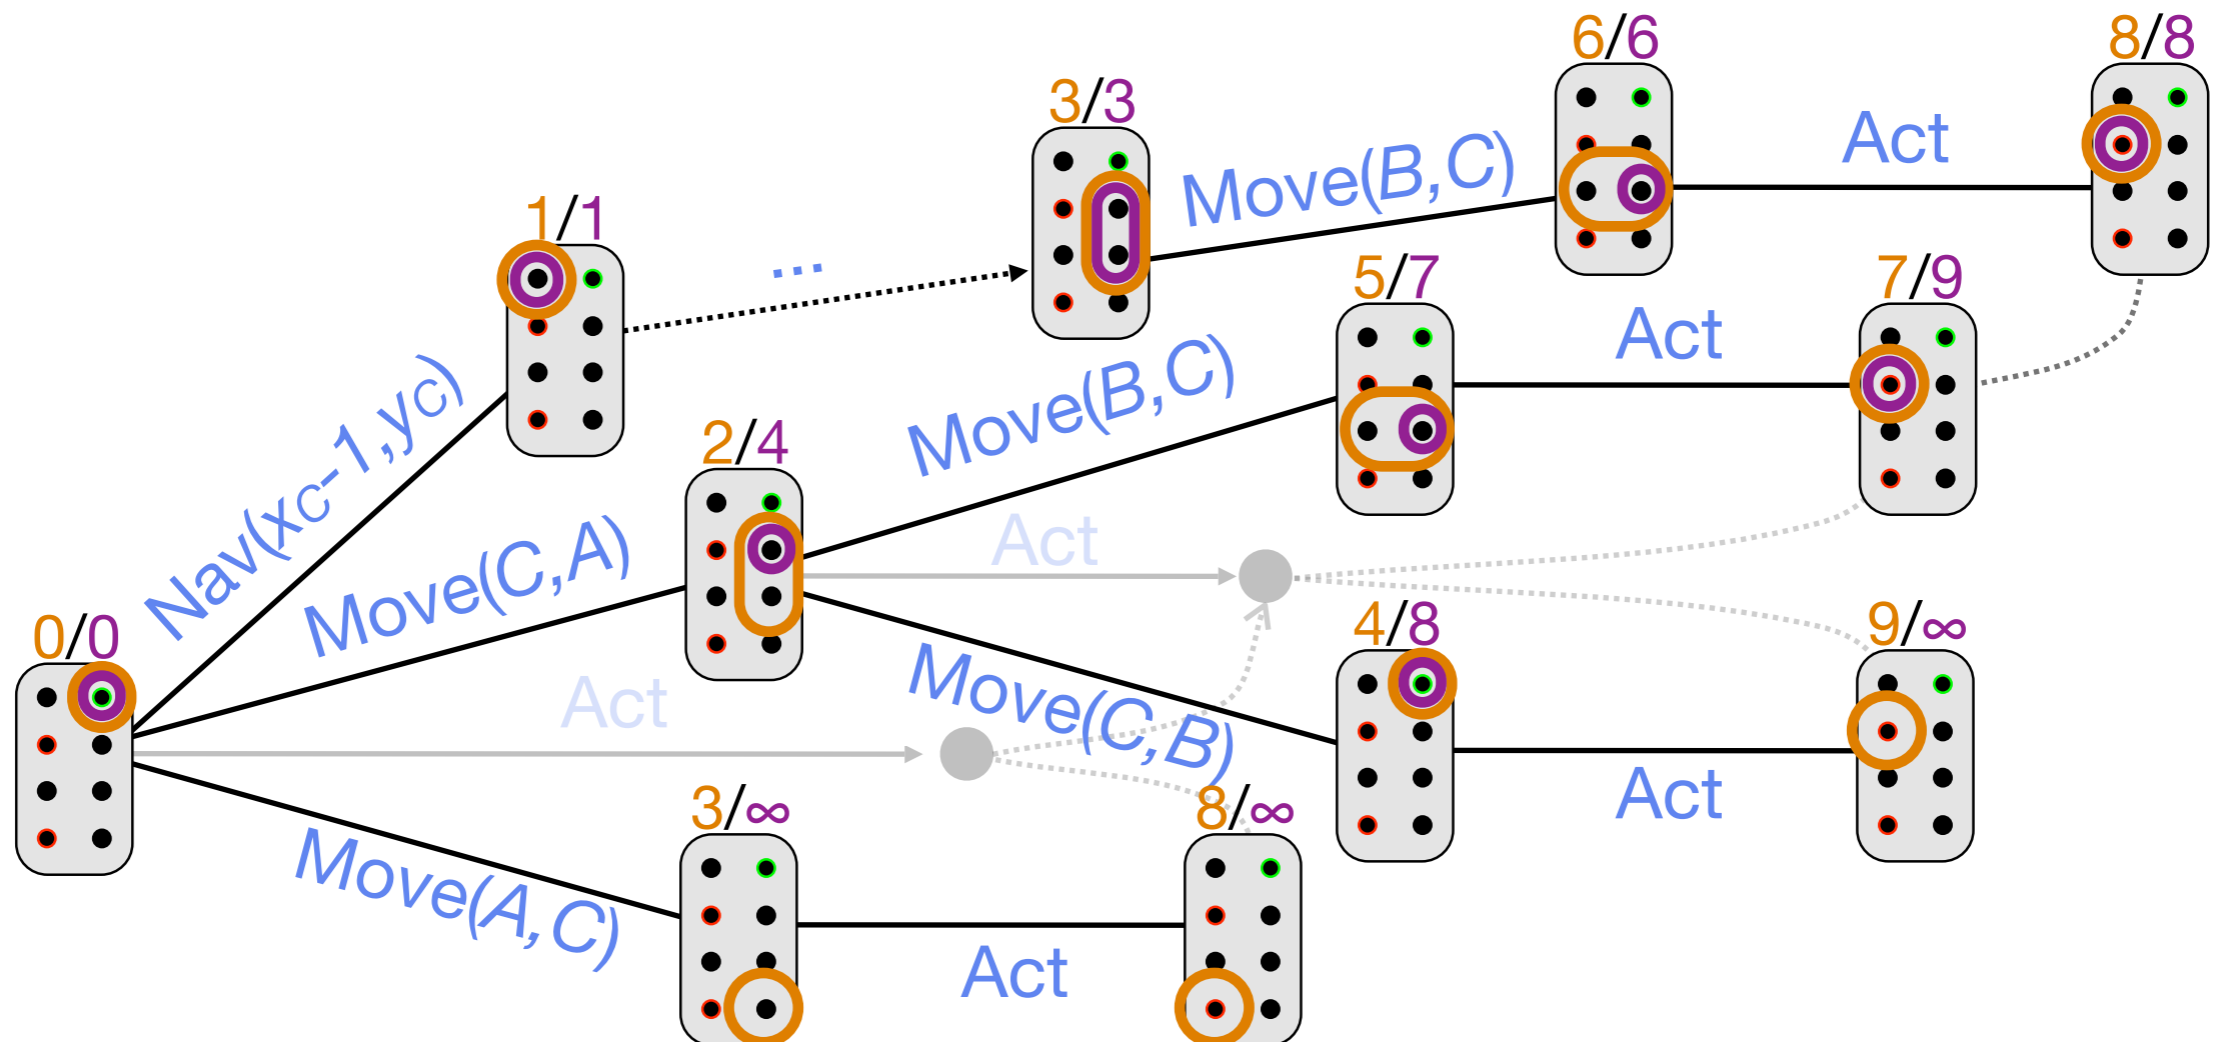 6/6
8/8
3/3
Act
Move(B,C)
1/1
...
5/7
7/9
Act
Nav(xC-1,yC)
Move(B,C)
2/4
Act
Move(C,A)
0/0
4/8
9/∞
Act
Move(C,B)
3/∞
8/∞
Act
Move(A,C)
Act